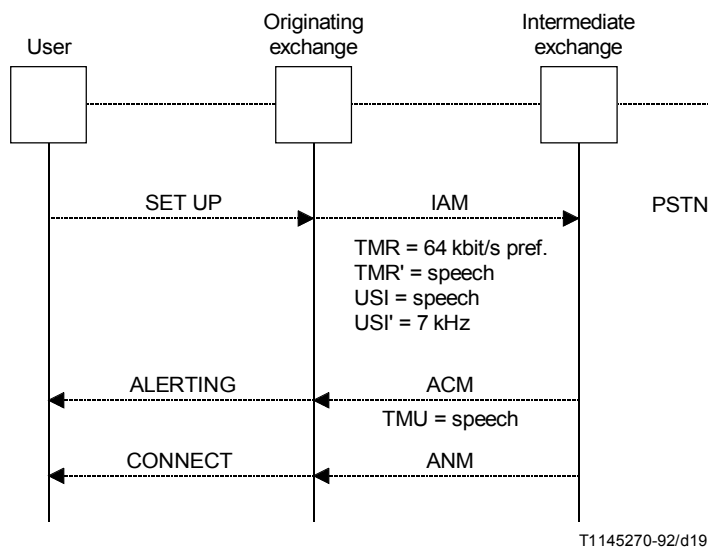 Originating
exchange
Intermediate
exchange
User
SET UP
IAM
PSTN
TMR = 64 kbit/s pref.
TMR' = speech
USI = speech
USI' = 7 kHz
ALERTING
ACM
TMU = speech
CONNECT
ANM
T1145270-92/d19